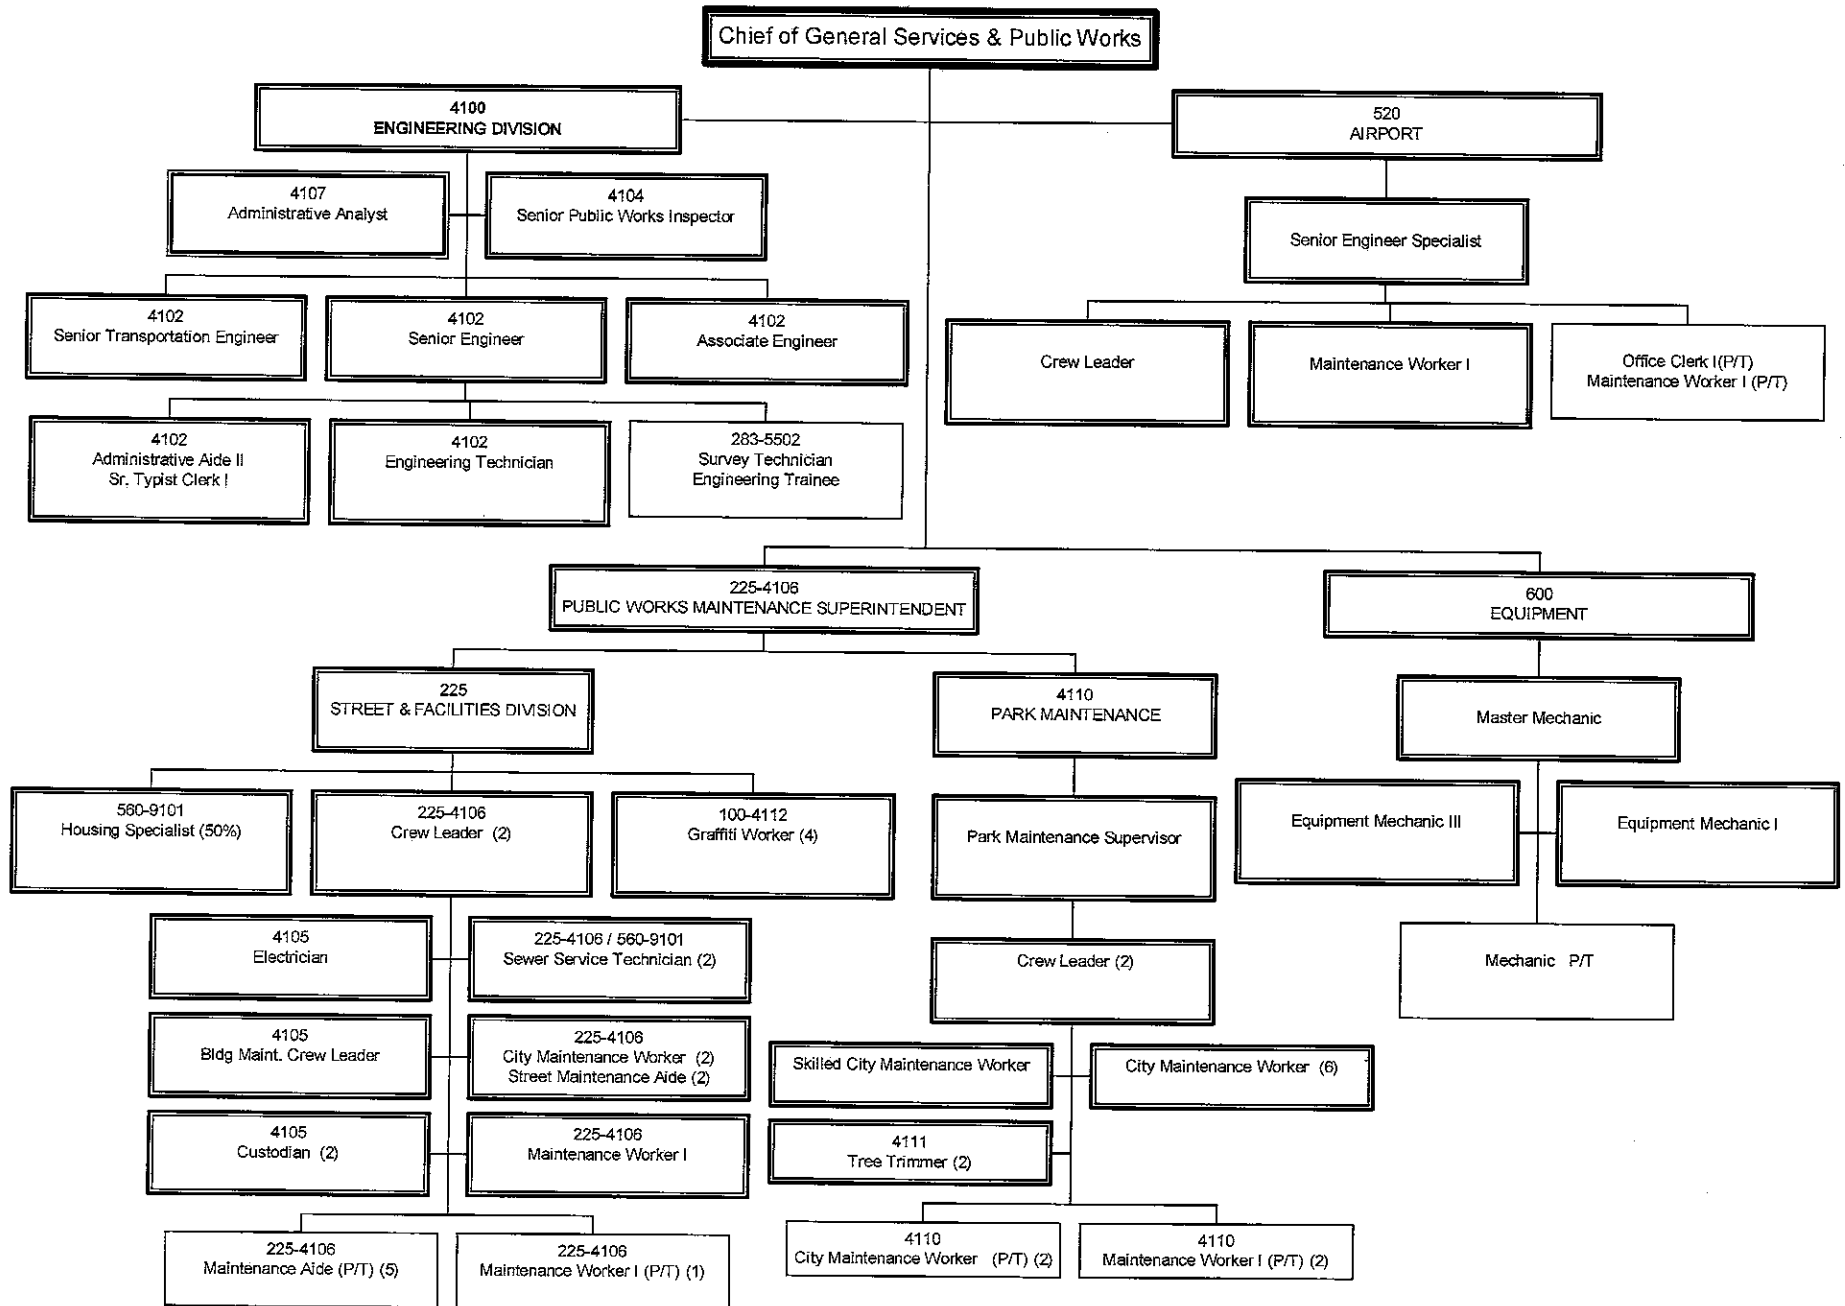 Chief of General Services & Public Works
4100
ENGINEERING DIVISION
520
AIRPORT
4107
Administrative Analyst
4104
Senior Public Works Inspector
Senior Engineer Specialist
4102
Senior Transportation Engineer
4102
Senior Engineer
4102
Associate Engineer
Crew Leader
Maintenance Worker I
Office Clerk I(P/T)
Maintenance Worker I (P/T)
4102
Administrative Aide II
Sr. Typist Clerk I
4102
Engineering Technician
283-5502
Survey Technician
Engineering Trainee
225-4106
PUBLIC WORKS MAINTENANCE SUPERINTENDENT
600
EQUIPMENT
225
STREET & FACILITIES DIVISION
4110
PARK MAINTENANCE
Master Mechanic
560-9101
Housing Specialist (50%)
225-4106
Crew Leader (2)
100-4112
Graffiti Worker (4)
Park Maintenance Supervisor
Equipment Mechanic III
Equipment Mechanic I
4105
Electrician
225-4106 / 560-9101
Sewer Service Technician (2)
Crew Leader (2)
Mechanic P/T
4105
Bldg Maint. Crew Leader
225-4106
City Maintenance Worker (2)
Street Maintenance Aide (2)
Skilled City Maintenance Worker
City Maintenance Worker (6)
4105
Custodian (2)
225-4106
Maintenance Worker I
4111
Tree Trimmer (2)
225-4106
Maintenance Aide (P/T) (5)
225-4106
Maintenance Worker I (P/T) (1)
4110
City Maintenance Worker (P/T) (2)
4110
Maintenance Worker I (P/T) (2)